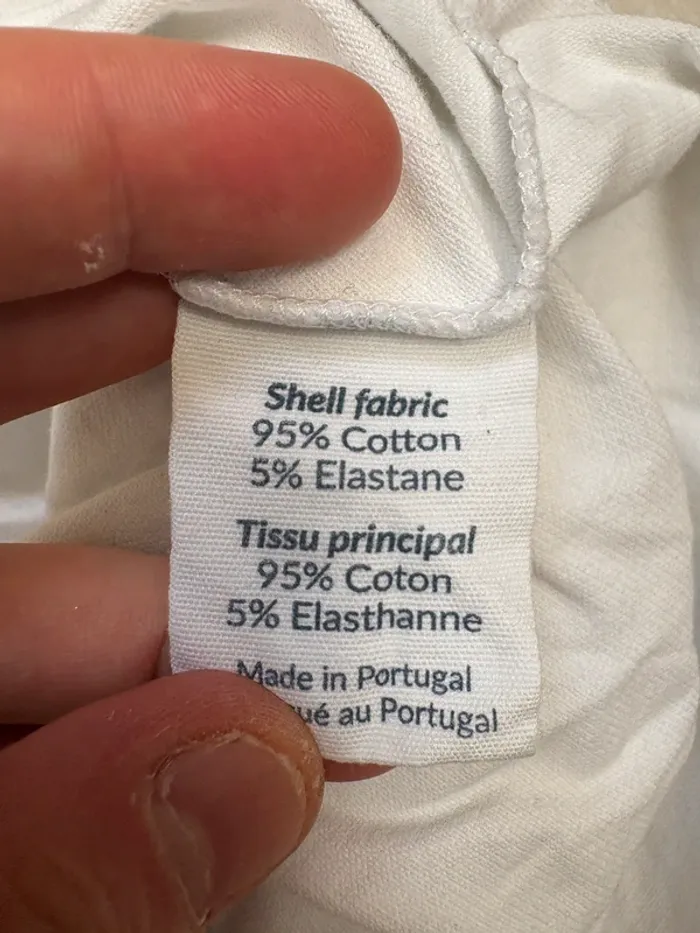 Shell fabric
95% Cotton
5% Elastane
Tissu principal
95% Coton
5% Elasthanne
Made in Portugal
au Portugal